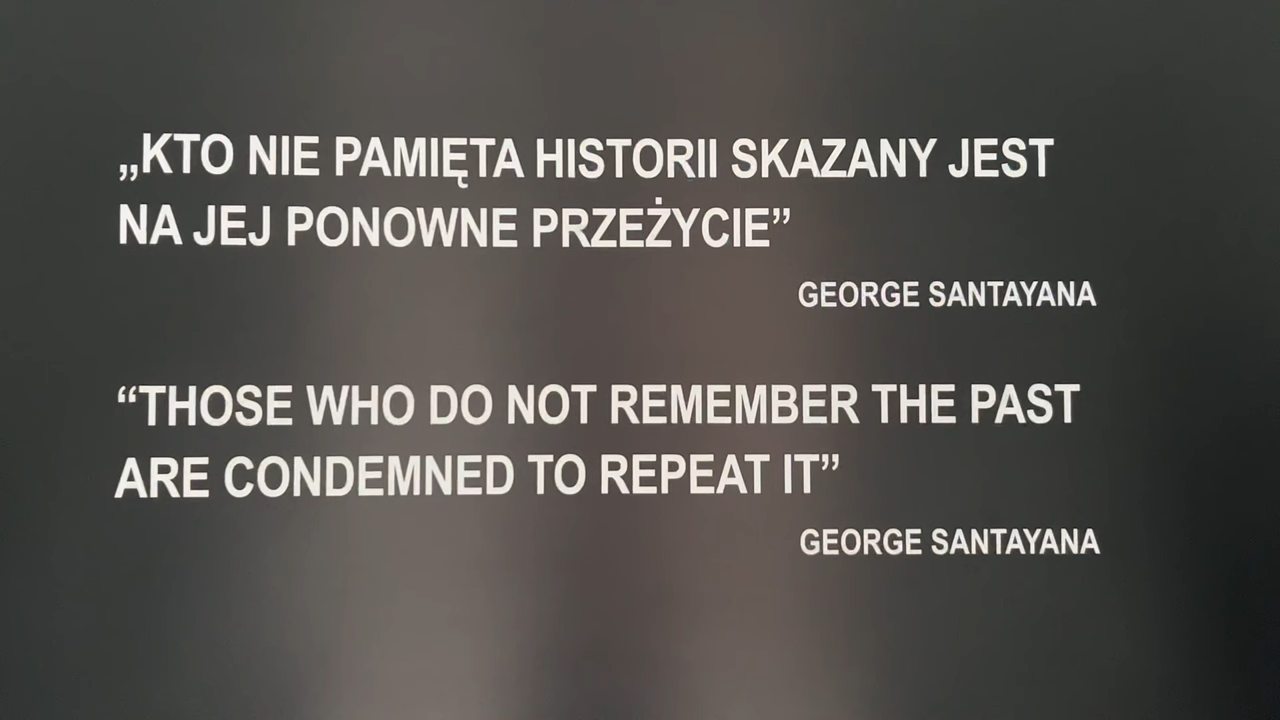 „KTO NIE PAMIĘTA HISTORII SKAZANY JEST
NA JEJ PONOWNE PRZEŻYCIE”
GEORGE SANTAYANA
“THOSE WHO DO NOT REMEMBER THE PAST
ARE CONDEMNED TO REPEAT IT”
GEORGE SANTAYANA